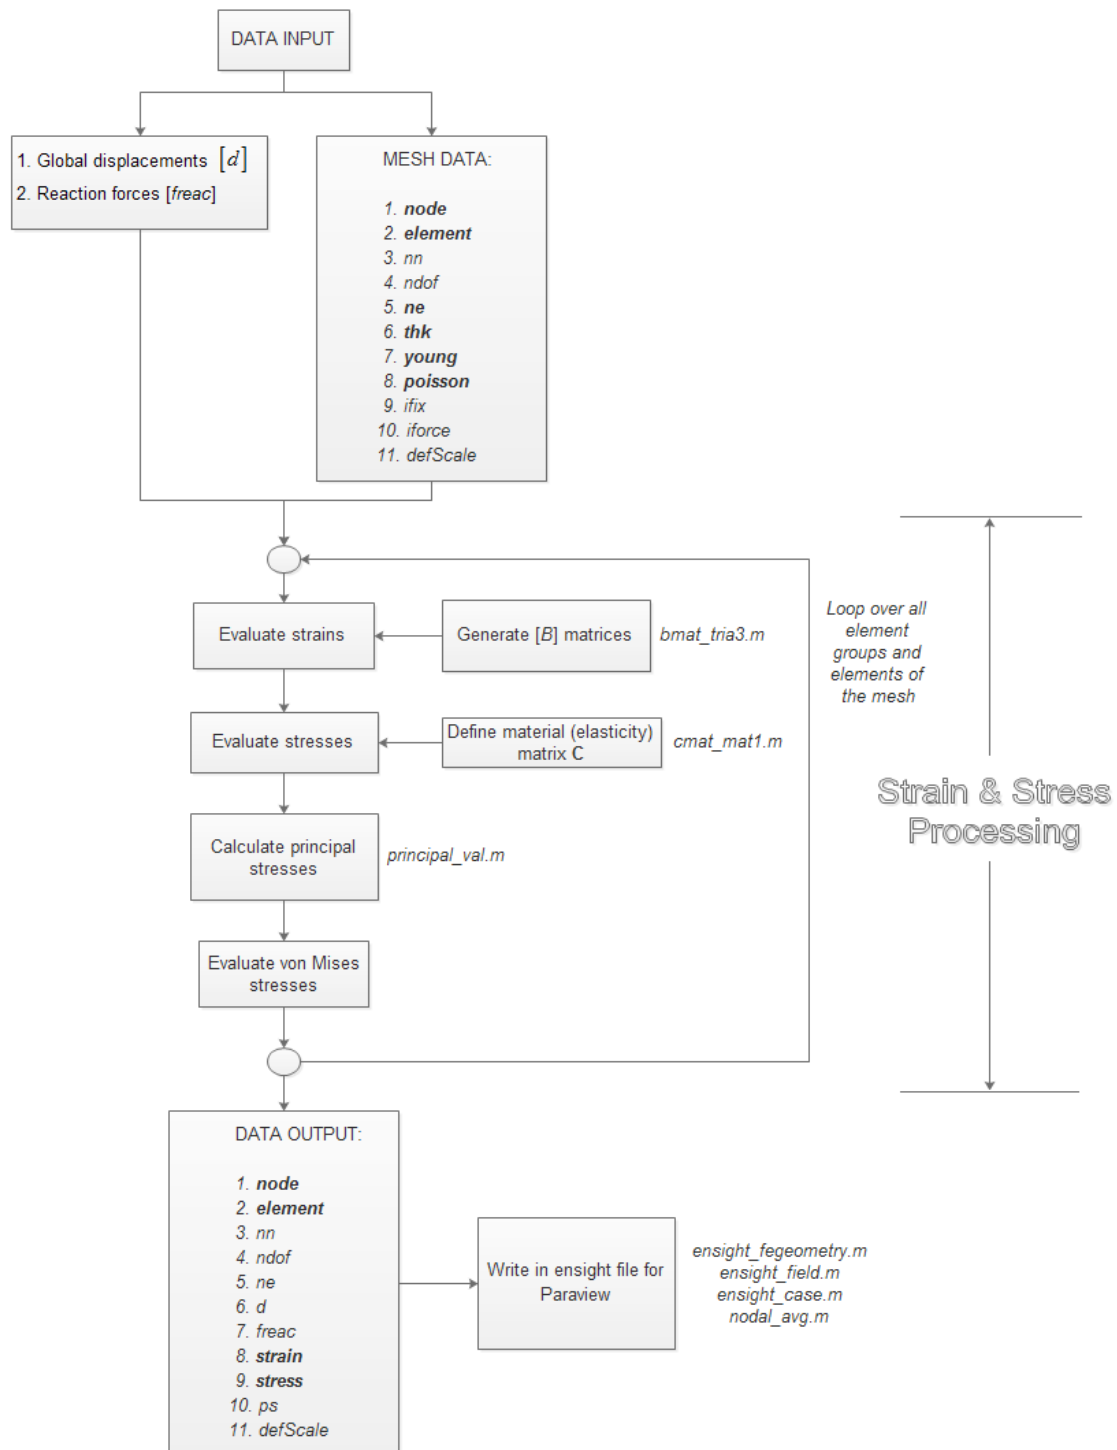 DATA INPUT
1. Global displacements [d]
2. Reaction forces [freac]
MESH DATA:
1. node
2. element
3. nn
4. ndof
5. ne
6. thk
7. young
8. poisson
9. ifix
10. iforce
11. defScale
Evaluate strains
Generate [B] matrices
bmat_tria3.m
Loop over all
element
groups and
elements of
the mesh
Evaluate stresses
Define material (elasticity)
matrix C
cmat_mat1.m
Strain & Stress
Processing
Calculate principal
stresses
principal_val.m
Evaluate von Mises
stresses
DATA OUTPUT:
1. node
2. element
3. nn
4. ndof
5. ne
6. d
7. freac
8. strain
9. stress
10. ps
11. defScale
Write in ensight file for
Paraview
ensight_fegeometry.m
ensight_field.m
ensight_case.m
nodal_avg.m